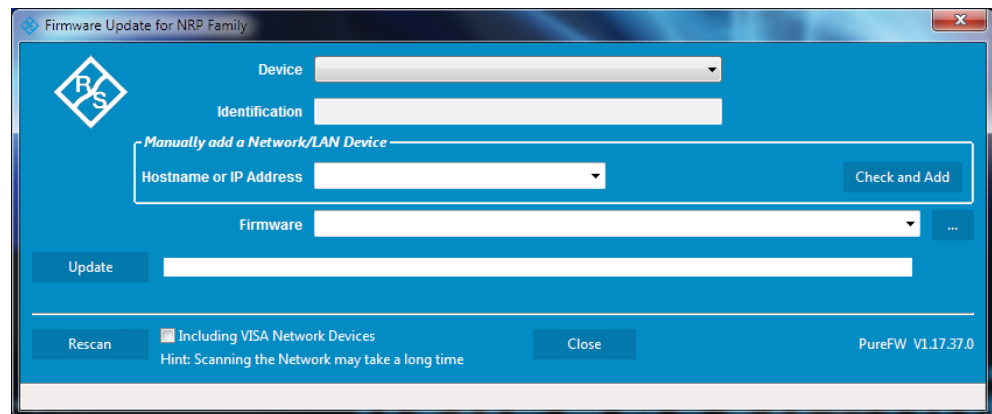 Firmware Update for NRP Family
x
R
S
Device
Identification
Manually add a Network/LAN Device
Hostname or IP Address
Check and Add
Firmware
...
Update
Rescan
Including VISA Network Devices
Hint: Scanning the Network may take a long time
Close
PureFW V1.17.37.0